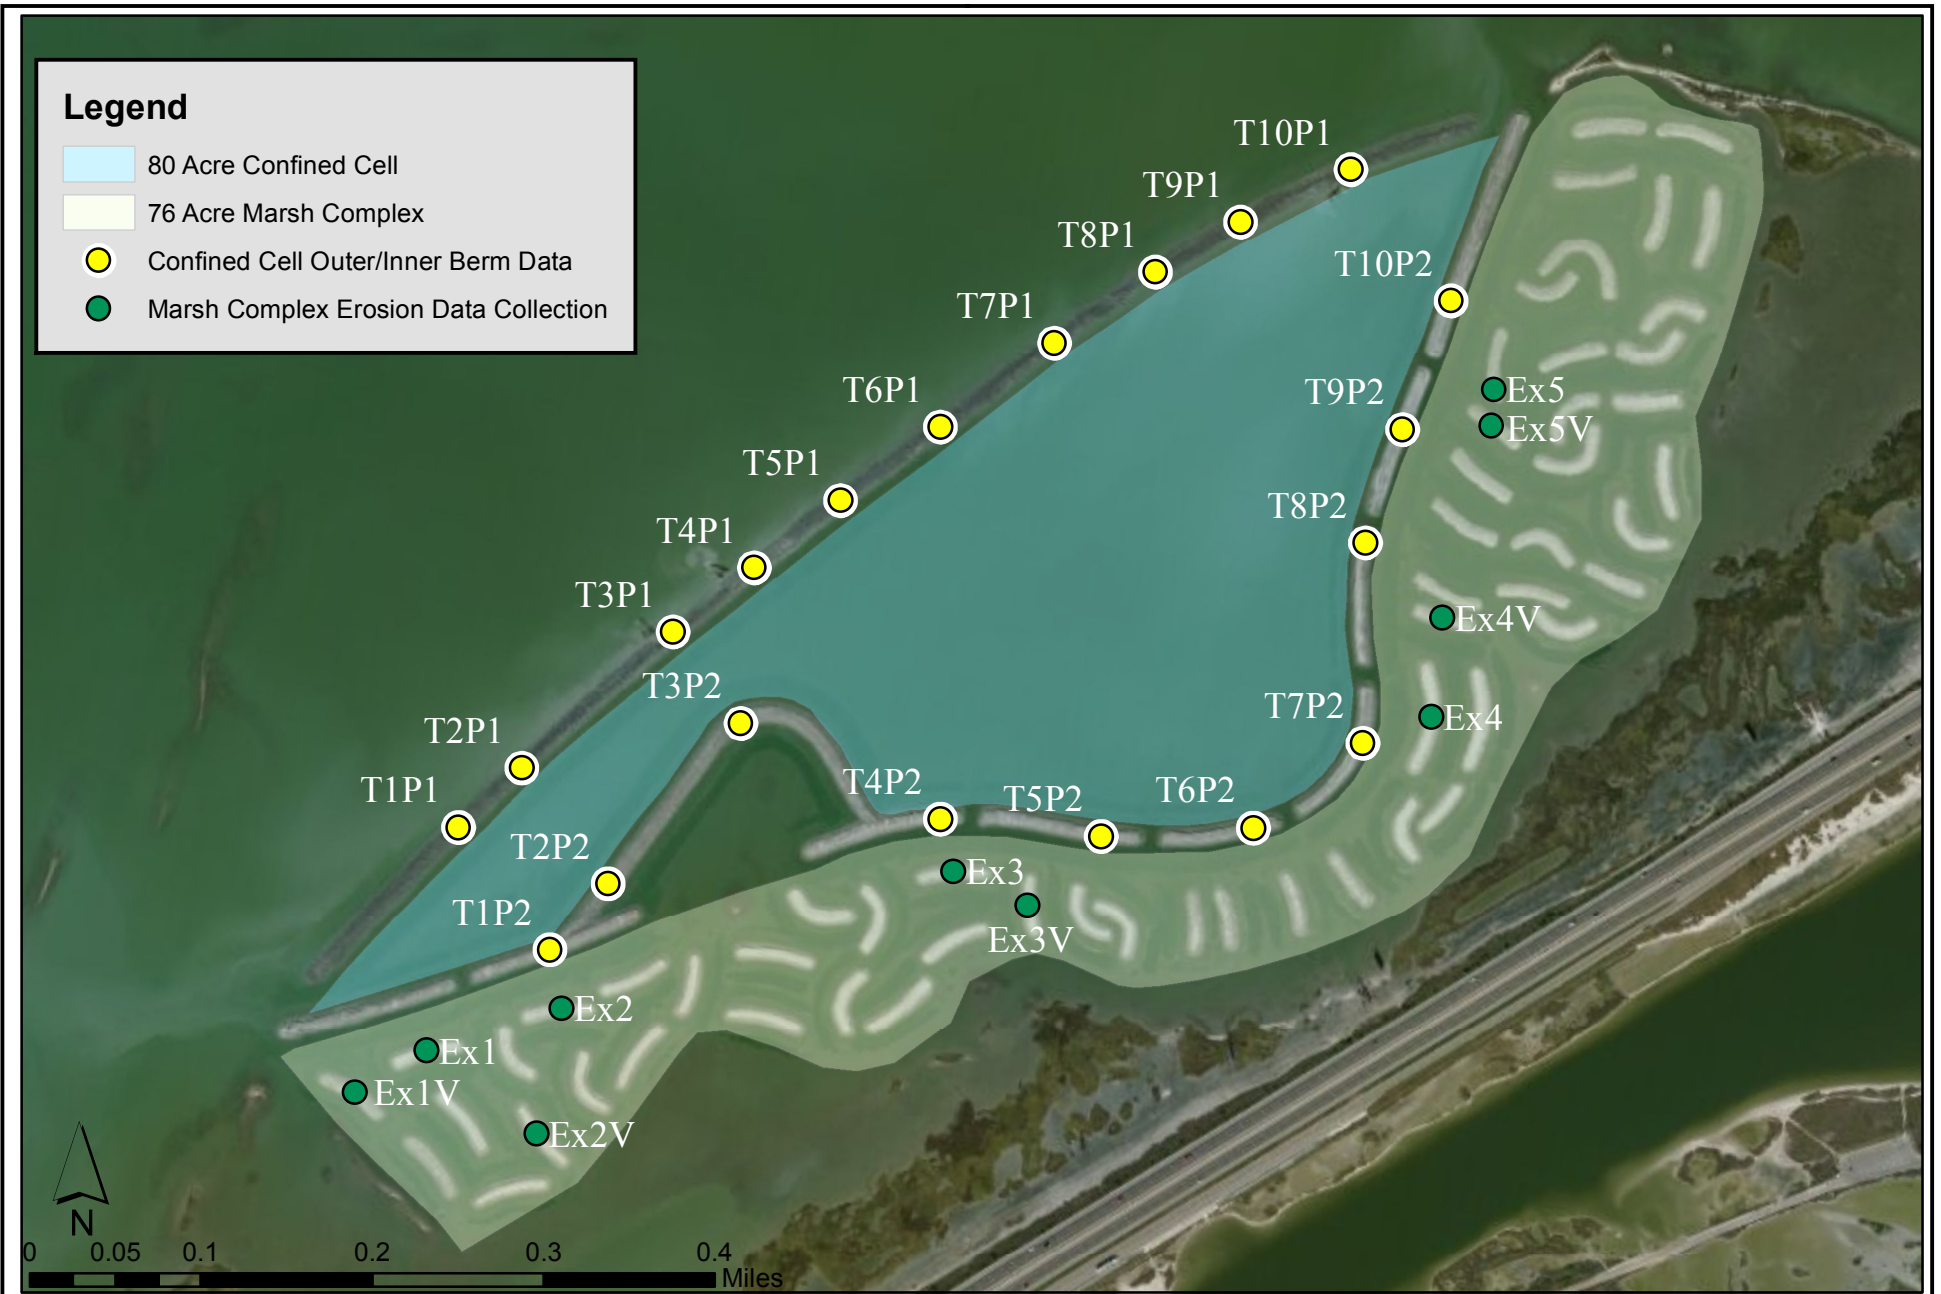 Legend
80 Acre Confined Cell
76 Acre Marsh Complex
Confined Cell Outer/Inner Berm Data
Marsh Complex Erosion Data Collection
T10P1
T9P1
T8P1
T10P2
T7P1
T6P1
T9P2
Ex5
Ex5V
T5P1
T8P2
T4P1
T3P1
Ex4V
T3P2
T7P2
Ex4
T2P1
T1P1
T4P2
T5P2
T6P2
T2P2
Ex3
T1P2
Ex3V
Ex2
Ex1
Ex1V
Ex2V
N
0 0.05 0.1 0.2 0.3 0.4
Miles